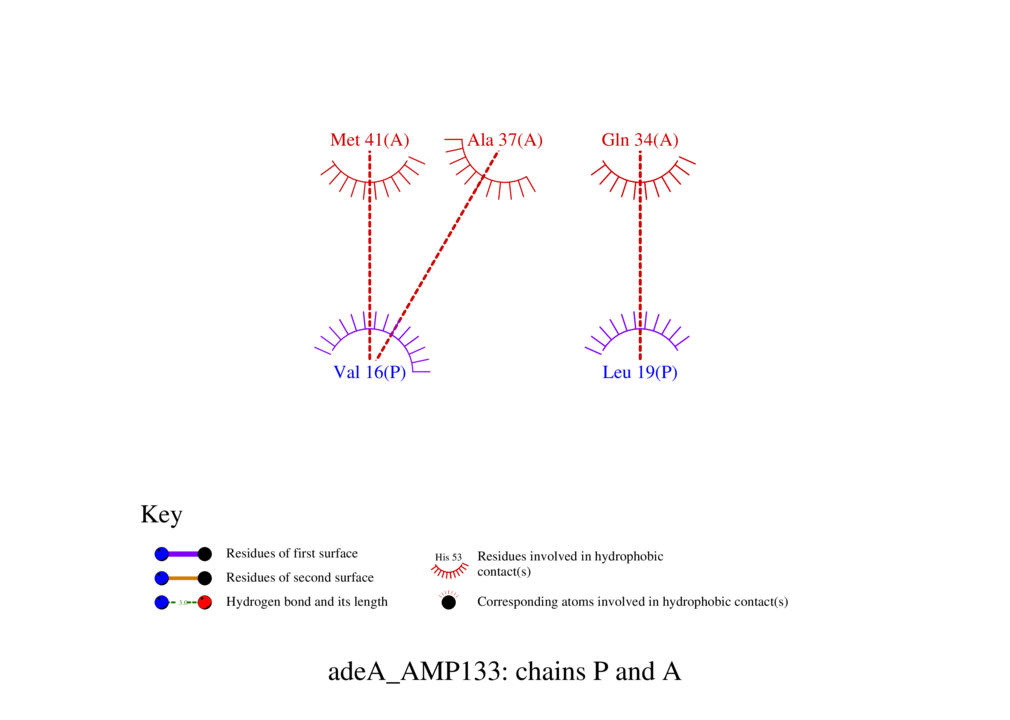 Met 41(A) Ala 37(A) Gln 34(A)
Val 16(P) Leu 19(P)
Key
Residues of first surface
Residues of second surface
3.0
Hydrogen bond and its length
His 53
Residues involved in hydrophobic
contact(s)
Corresponding atoms involved in hydrophobic contact(s)
adeA_AMP133: chains P and A